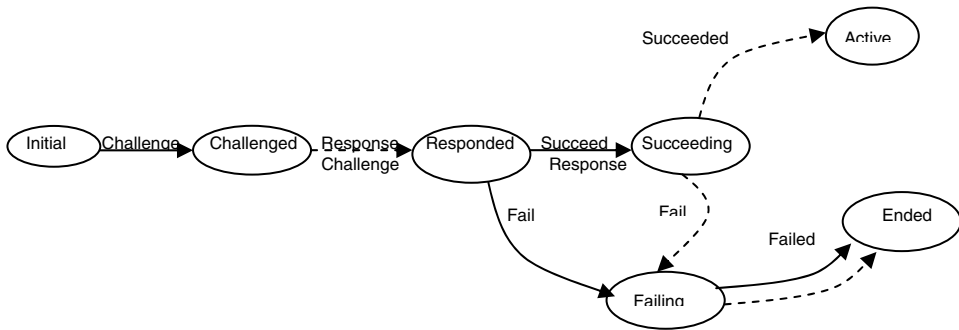 Succeeded
Active
Initial
Challenge
Challenged
Response
Challenge
Responded
Succeed
Response
Succeeding
Fail
Fail
Failed
Ended
Failing